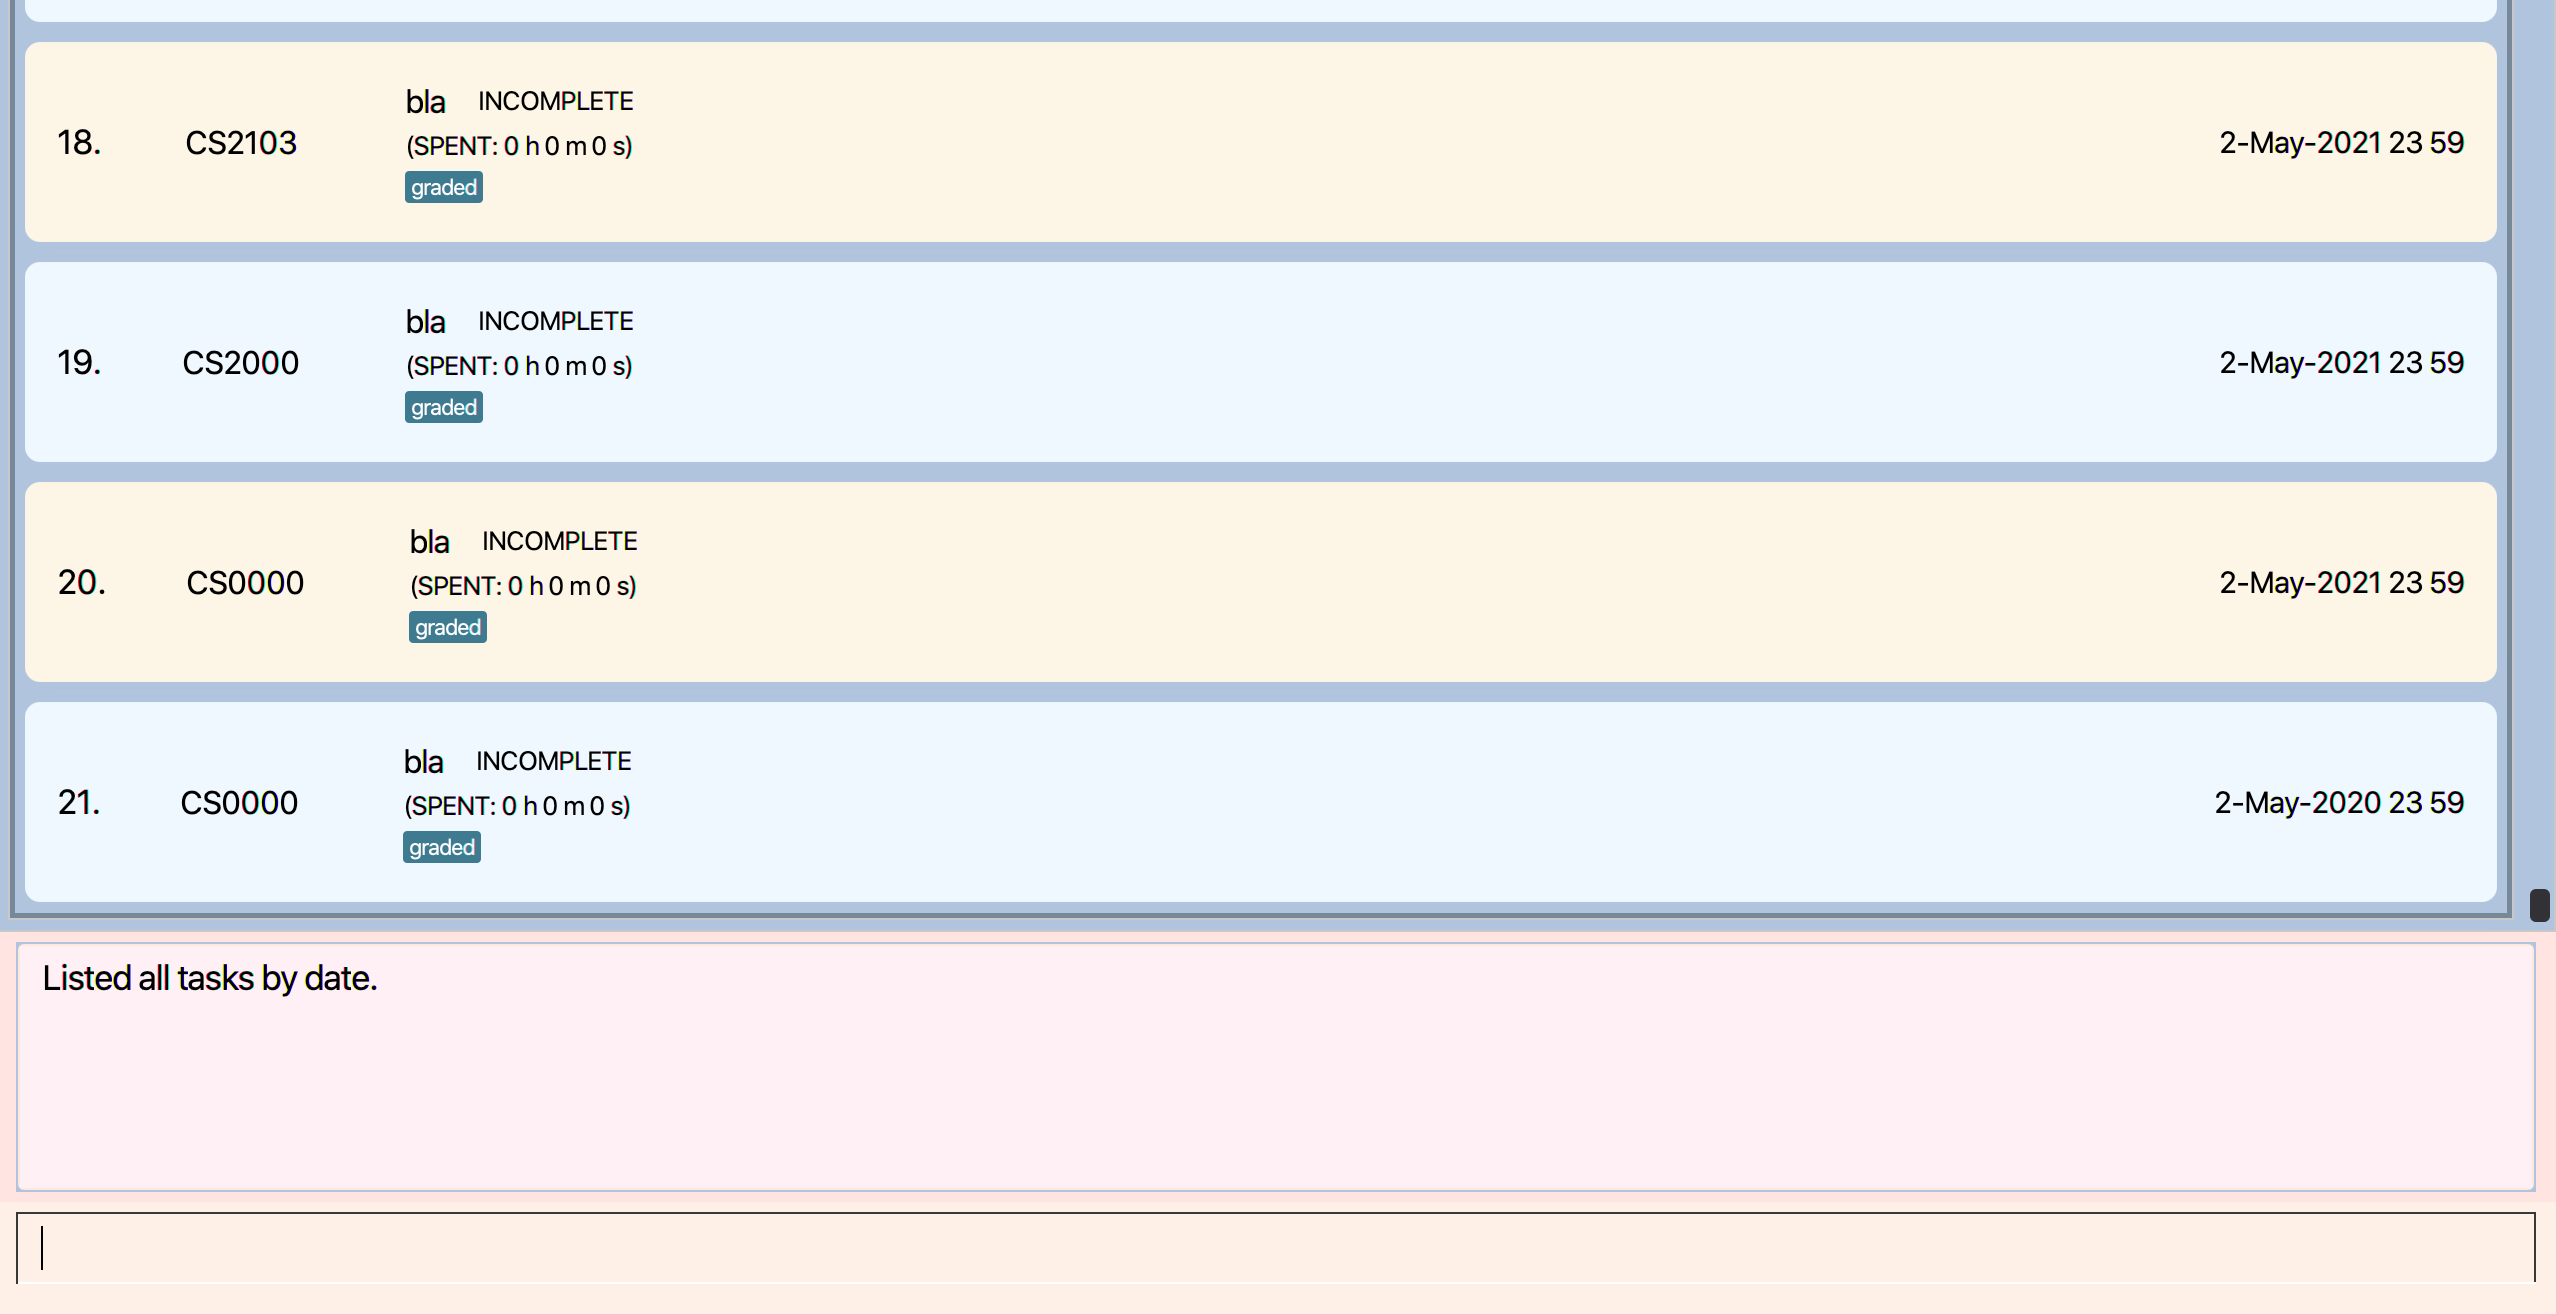 18. CS2103 bla INCOMPLETE 2-May-2021 23 59
(SPENT: 0 h 0 m 0 s)
graded
19. CS2000 bla INCOMPLETE 2-May-2021 23 59
(SPENT: 0 h 0 m 0 s)
graded
20. CS0000 bla INCOMPLETE 2-May-2021 23 59
(SPENT: 0 h 0 m 0 s)
graded
21. CS0000 bla INCOMPLETE 2-May-2020 23 59
(SPENT: 0 h 0 m 0 s)
graded
Listed all tasks by date.